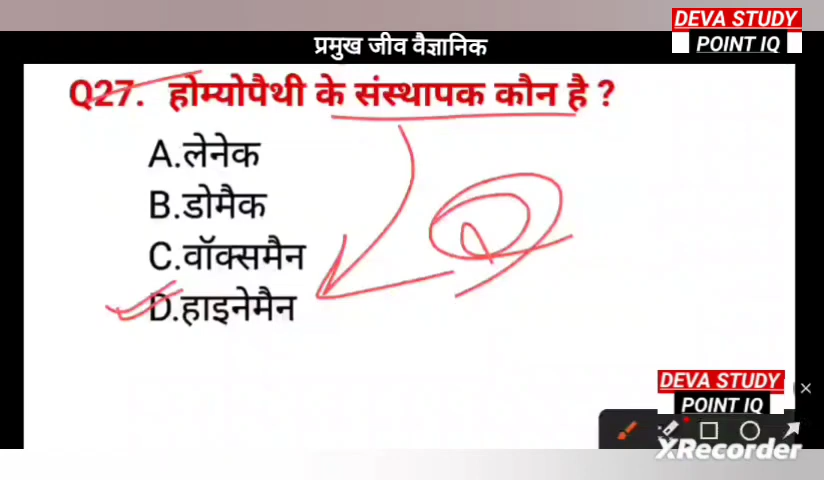 DEVA STUDY
POINT IQ
प्रमुख जीव वैज्ञानिक
Q27. होम्योपैथी के संस्थापक कौन है ?
A.लेनेक
B.डोमैक
C.वॉक्समैन
D.हाइनेमैन
DEVA STUDY
POINT IQ
XRecorder